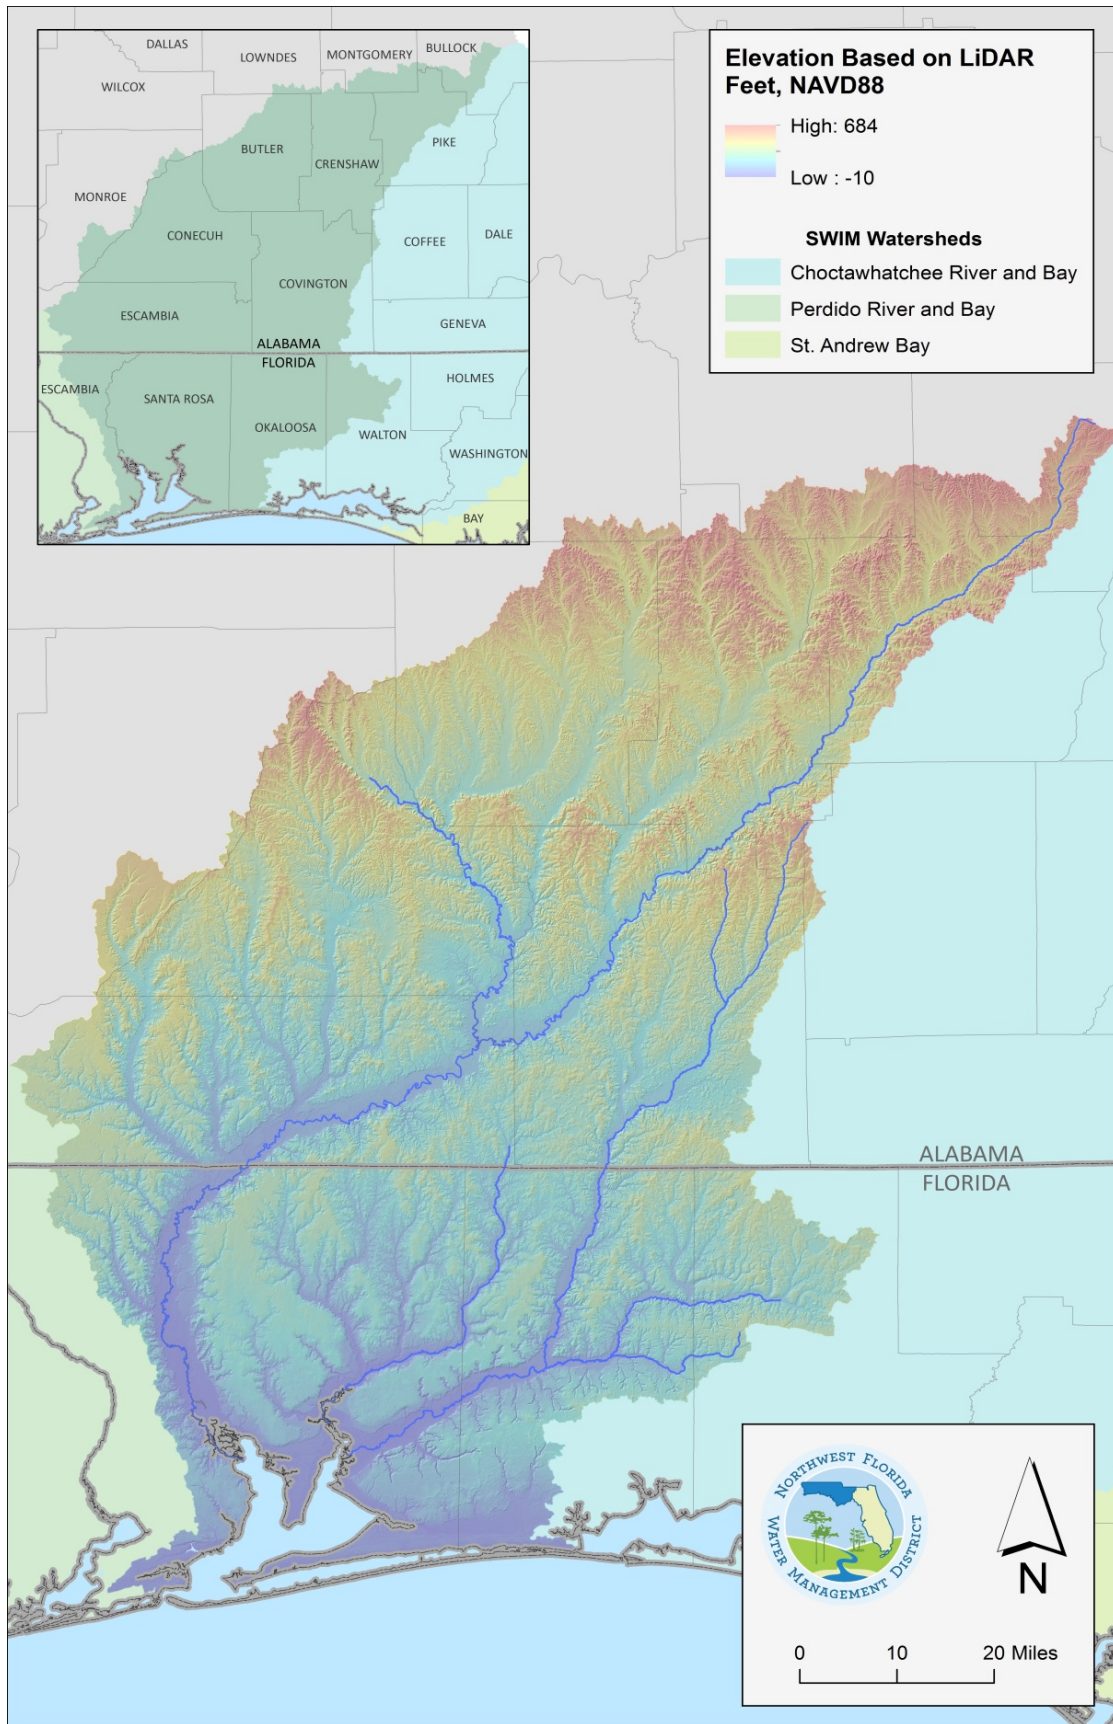 DALLAS
LOWNDES
MONTGOMERY
BULLOCK
WILCOX
BUTLER
PIKE
CRENSHAW
MONROE
CONECUH
COFFEE
DALE
COVINGTON
ESCAMBIA
GENEVA
ALABAMA
FLORIDA
ESCAMBIA
SANTA ROSA
HOLMES
OKALOOSA
WALTON
WASHINGTON
BAY
Elevation Based on LiDAR
Feet, NAVD88
High: 684
Low : -10
SWIM Watersheds
Choctawhatchee River and Bay
Perdido River and Bay
St. Andrew Bay
ALABAMA
FLORIDA
NORTHWEST FLORIDA
WATER MANAGEMENT DISTRICT
N
0 10 20 Miles